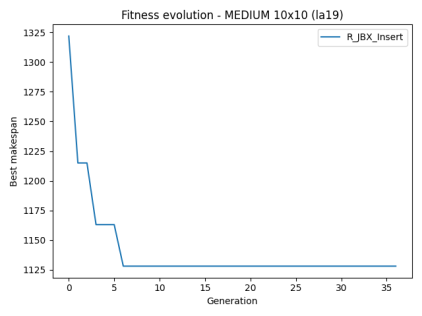 Fitness evolution - MEDIUM 10x10 (la19)
R_JBX_Insert
1325
1300
1275
1250
1225
1200
1175
1150
1125
Best makespan
0 5 10 15 20 25 30 35
Generation